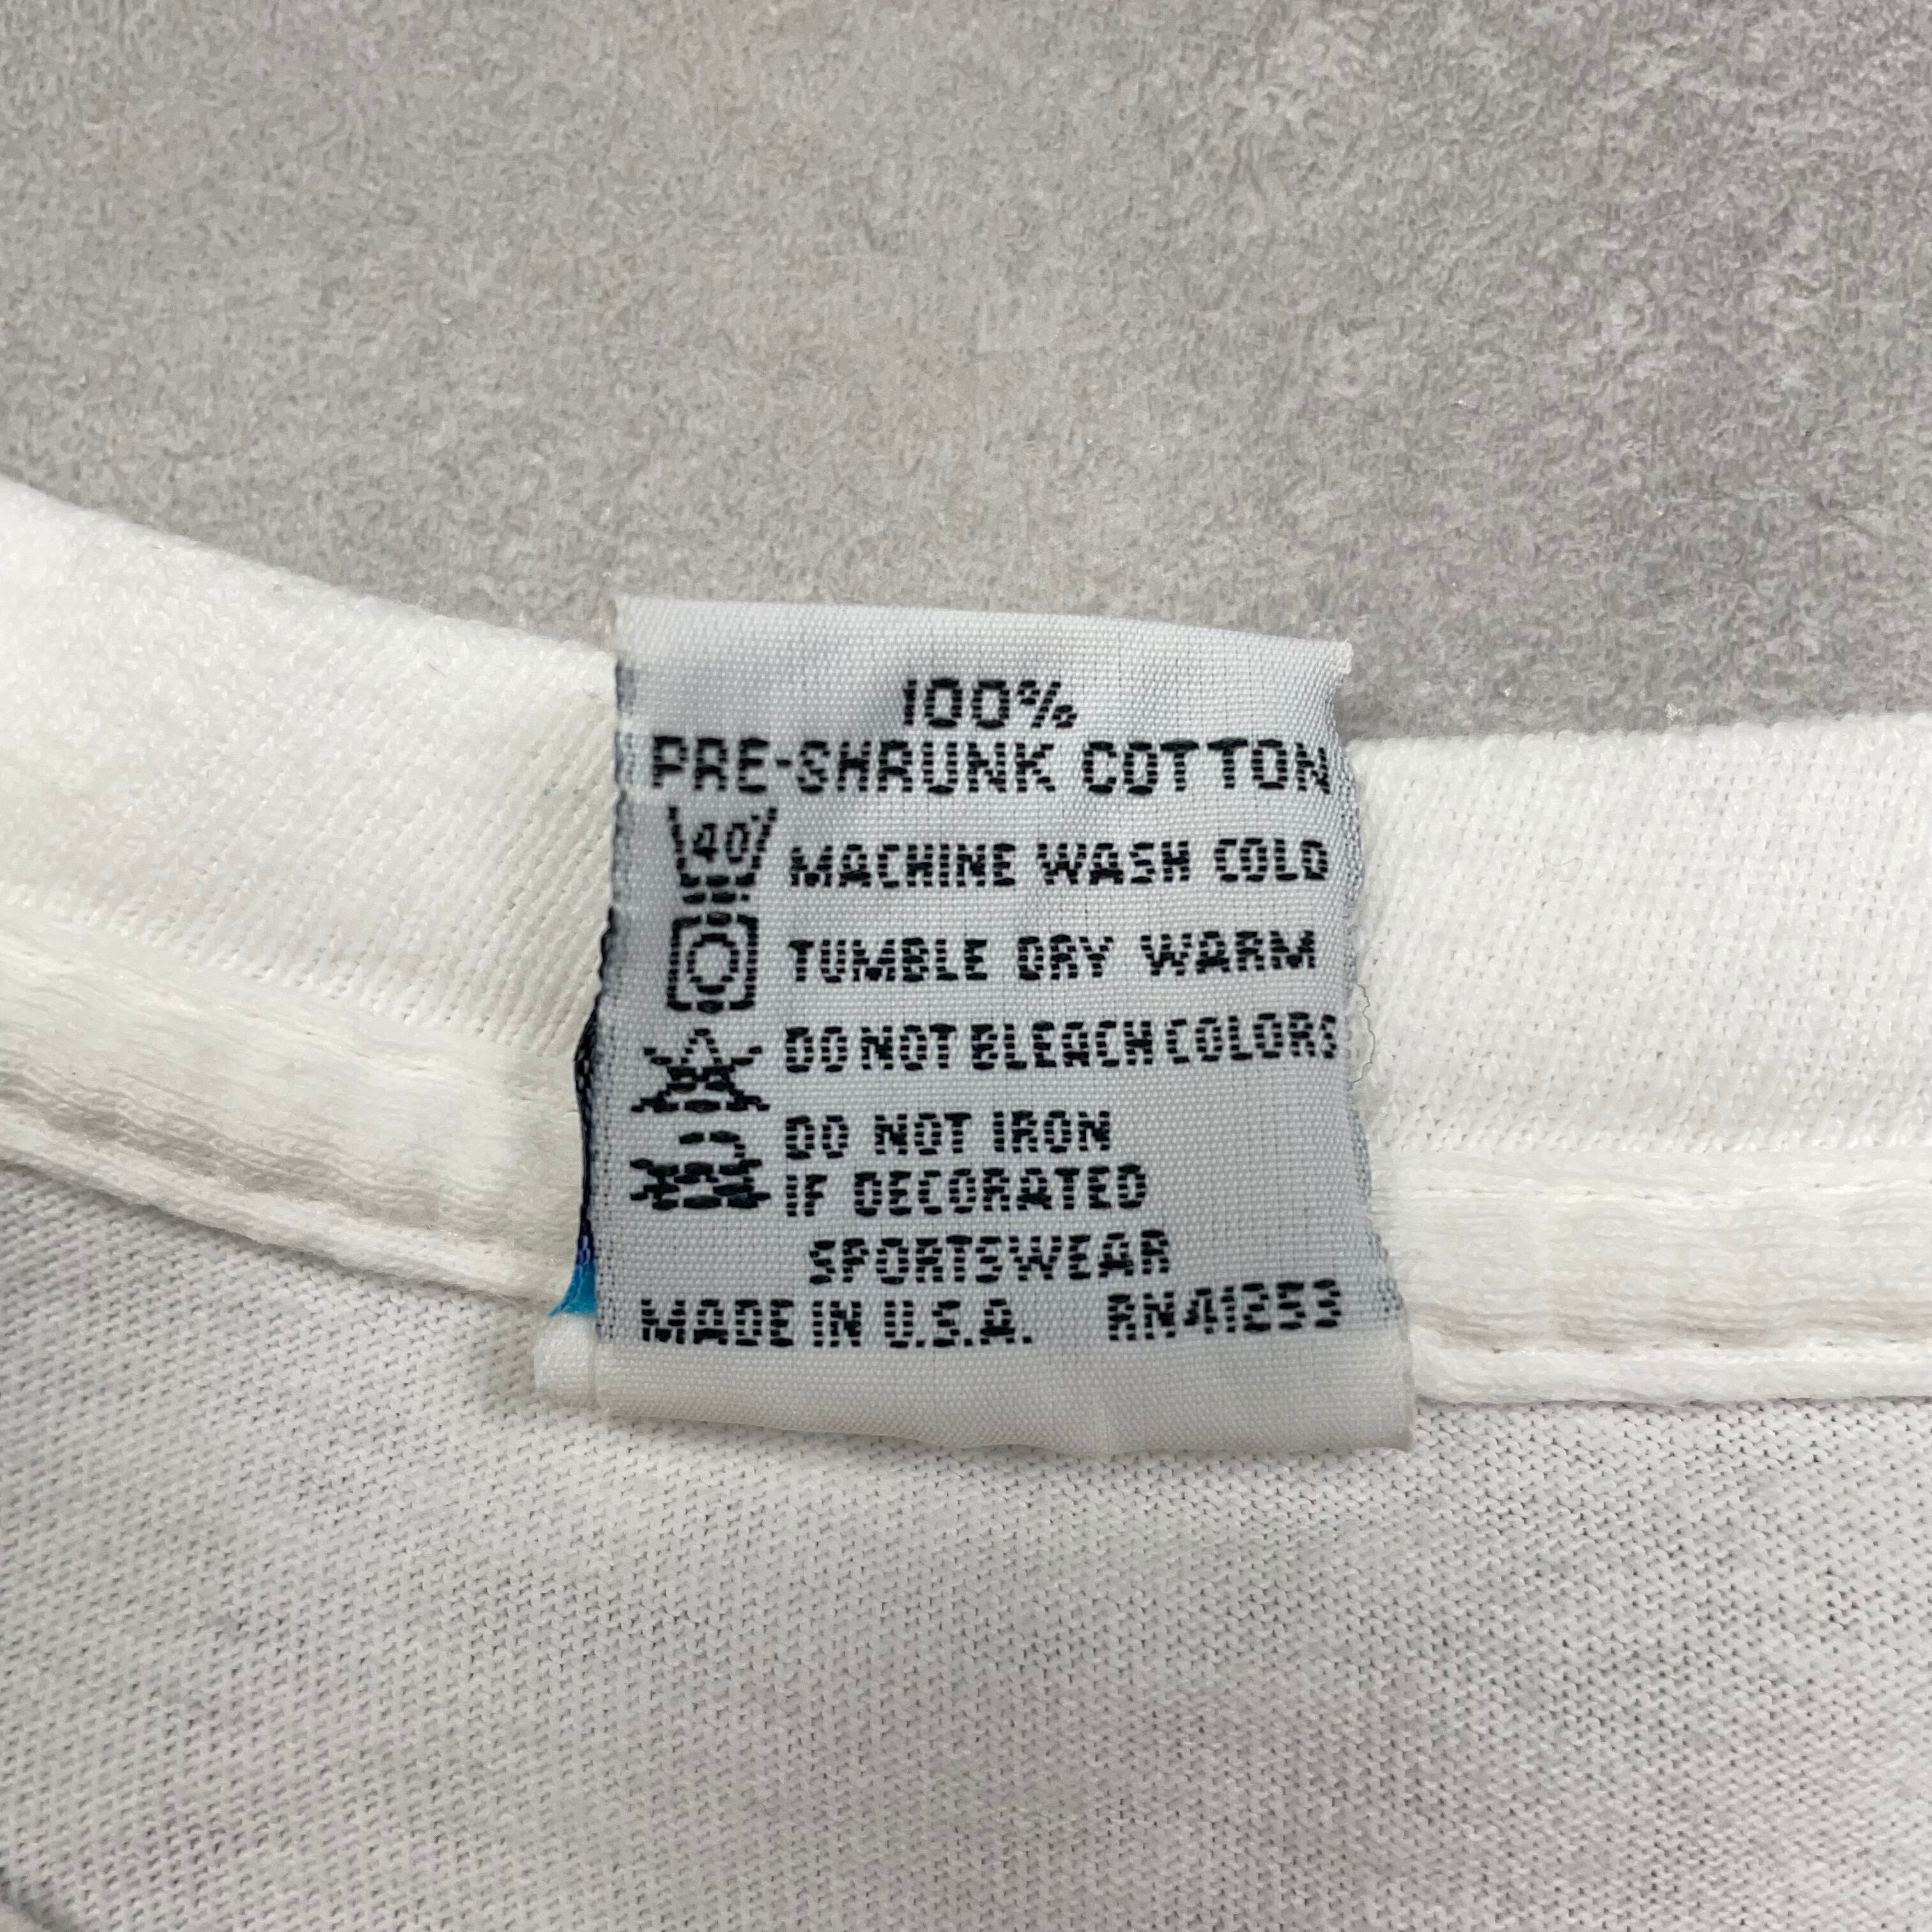 100%
PRE-SHRUNK COTTON
40 MACHINE WASH COLD
TUMBLE DRY WARM
DO NOT BLEACH COLORS
DO NOT IRON
IF DECORATED
SPORTSWEAR
MADE IN U.S.A. RN41253